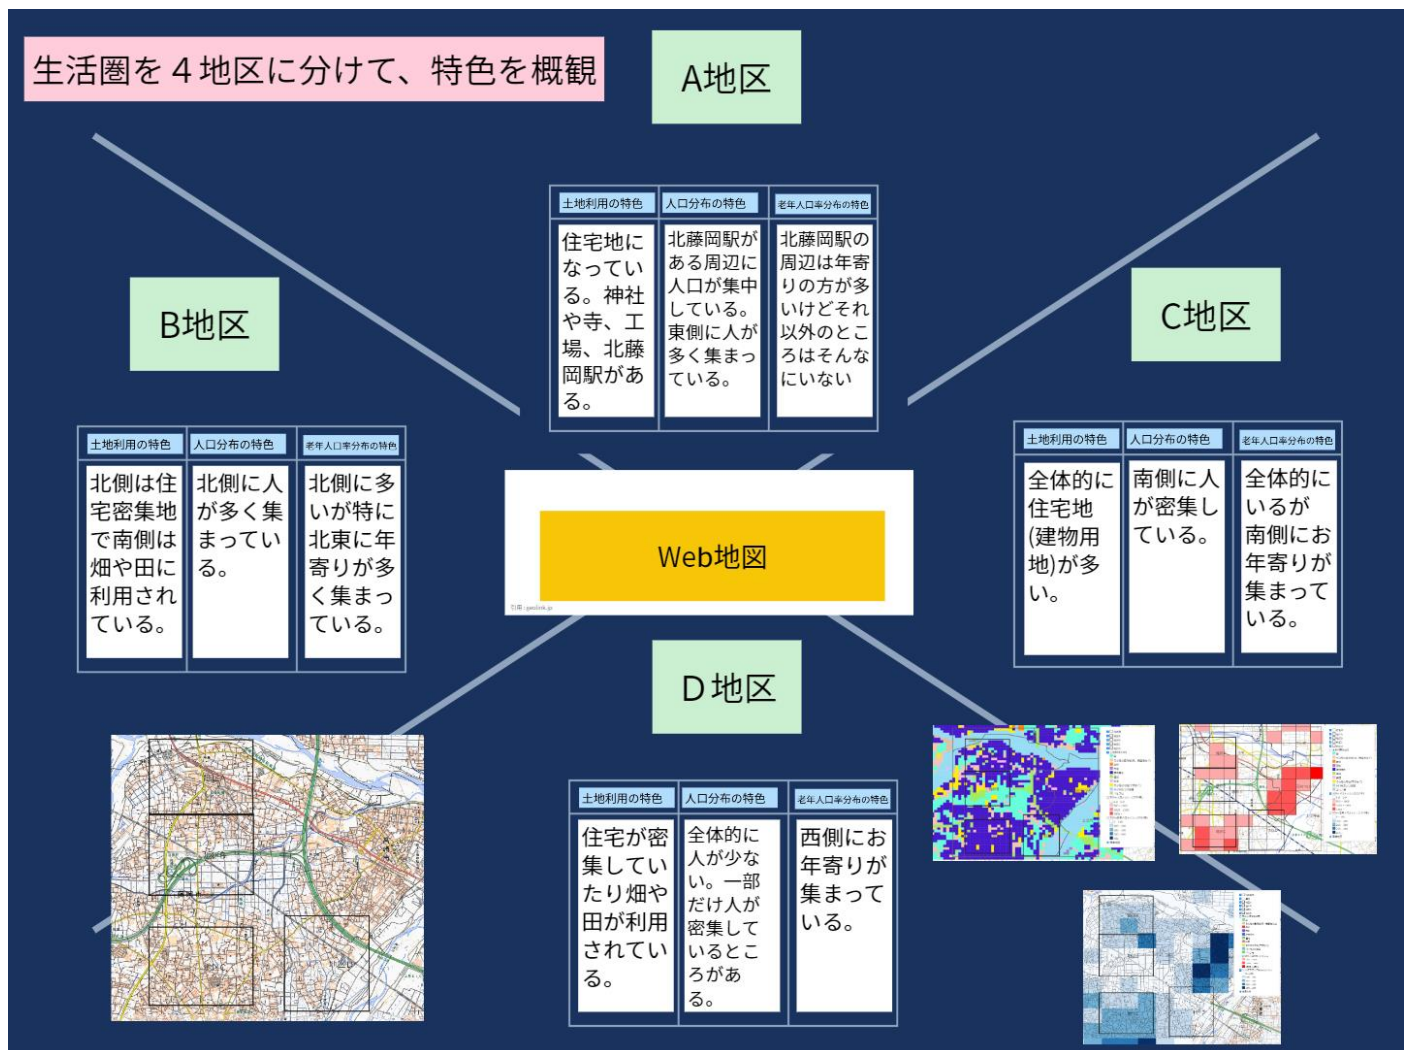 生活圏を４地区に分けて、特色を概観
A地区
土地利用の特色
人口分布の特色
老年人口率分布の特色
住宅地に
なってい
る。神社
や寺、工
場、北藤
岡駅があ
る。
北藤岡駅が
ある周辺に
人口が集中
している。
東側に人が
多く集まっ
ている。
北藤岡駅の
周辺は年寄
りの方が多
いけどそれ
以外のとこ
ろはそんな
にいない
B地区
土地利用の特色
人口分布の特色
老年人口率分布の特色
北側は住
宅密集地
で南側は
畑や田に
利用され
ている。
北側に人
が多く集
まってい
る。
北側に多
いが特に
北東に年
寄りが多
く集まっ
ている。
C地区
土地利用の特色
人口分布の特色
老年人口率分布の特色
全体的に
住宅地
(建物用
地)が多
い。
南側に人
が密集し
ている。
全体的に
いるが
南側にお
年寄りが
集まって
いる。
Web地図
引用 : geolink.jp
Ｄ地区
土地利用の特色
人口分布の特色
老年人口率分布の特色
住宅が密
集してい
たり畑や
田が利用
されてい
る。
全体的に
人が少な
い。一部
だけ人が
密集して
いるとこ
ろがあ
る。
西側にお
年寄りが
集まって
いる。